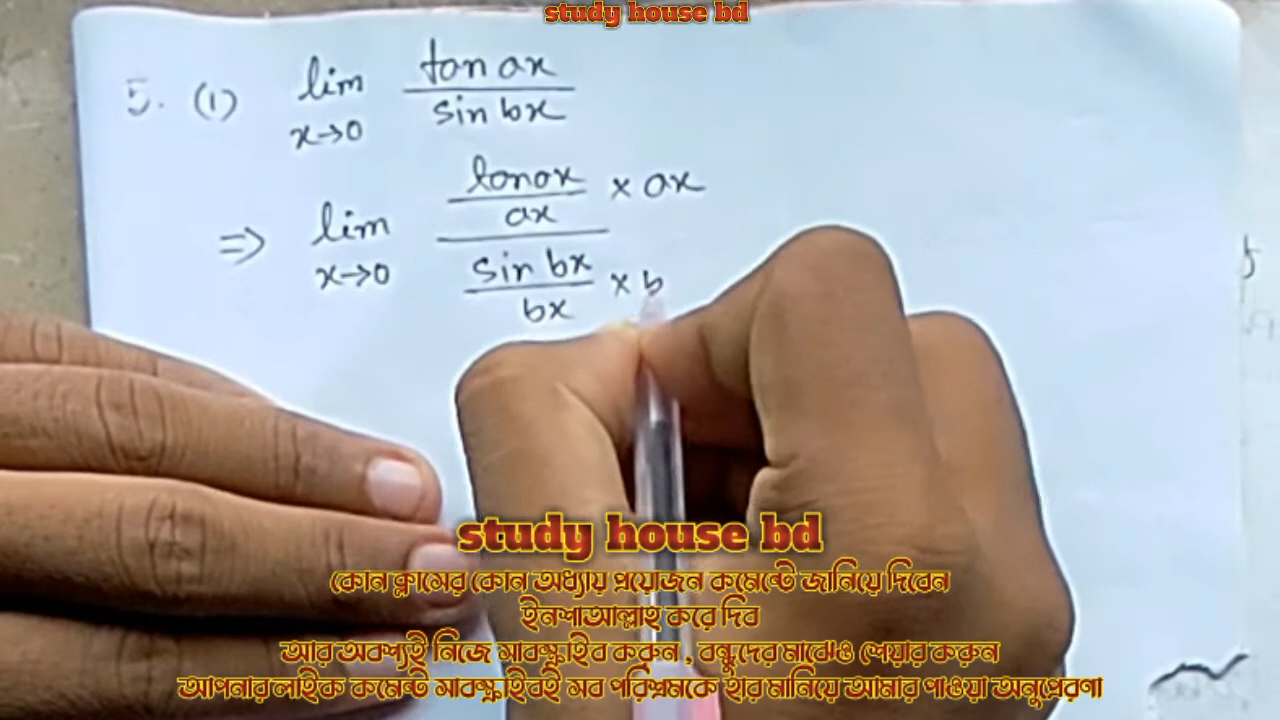 study house bd
5. (1) lim tan ax
sin bx
x→0
tanax × ax
ax
=> lim
x→0
sin bx × b
bx
study house bd
কোন ক্লাসের কোন অধ্যায় প্রয়োজন কমেন্টে জানিয়ে দিবেন
ইনশাআল্লাহ করে দিব
আর অবশ্যই নিজে সাবস্ক্রাইব করুন , বন্ধুদের মাঝেও শেয়ার করুন
আপনার লাইক কমেন্ট সাবস্ক্রাইবই সব পরিশ্রমকে হার মানিয়ে আমার পাওয়া অনুপ্রেরণা